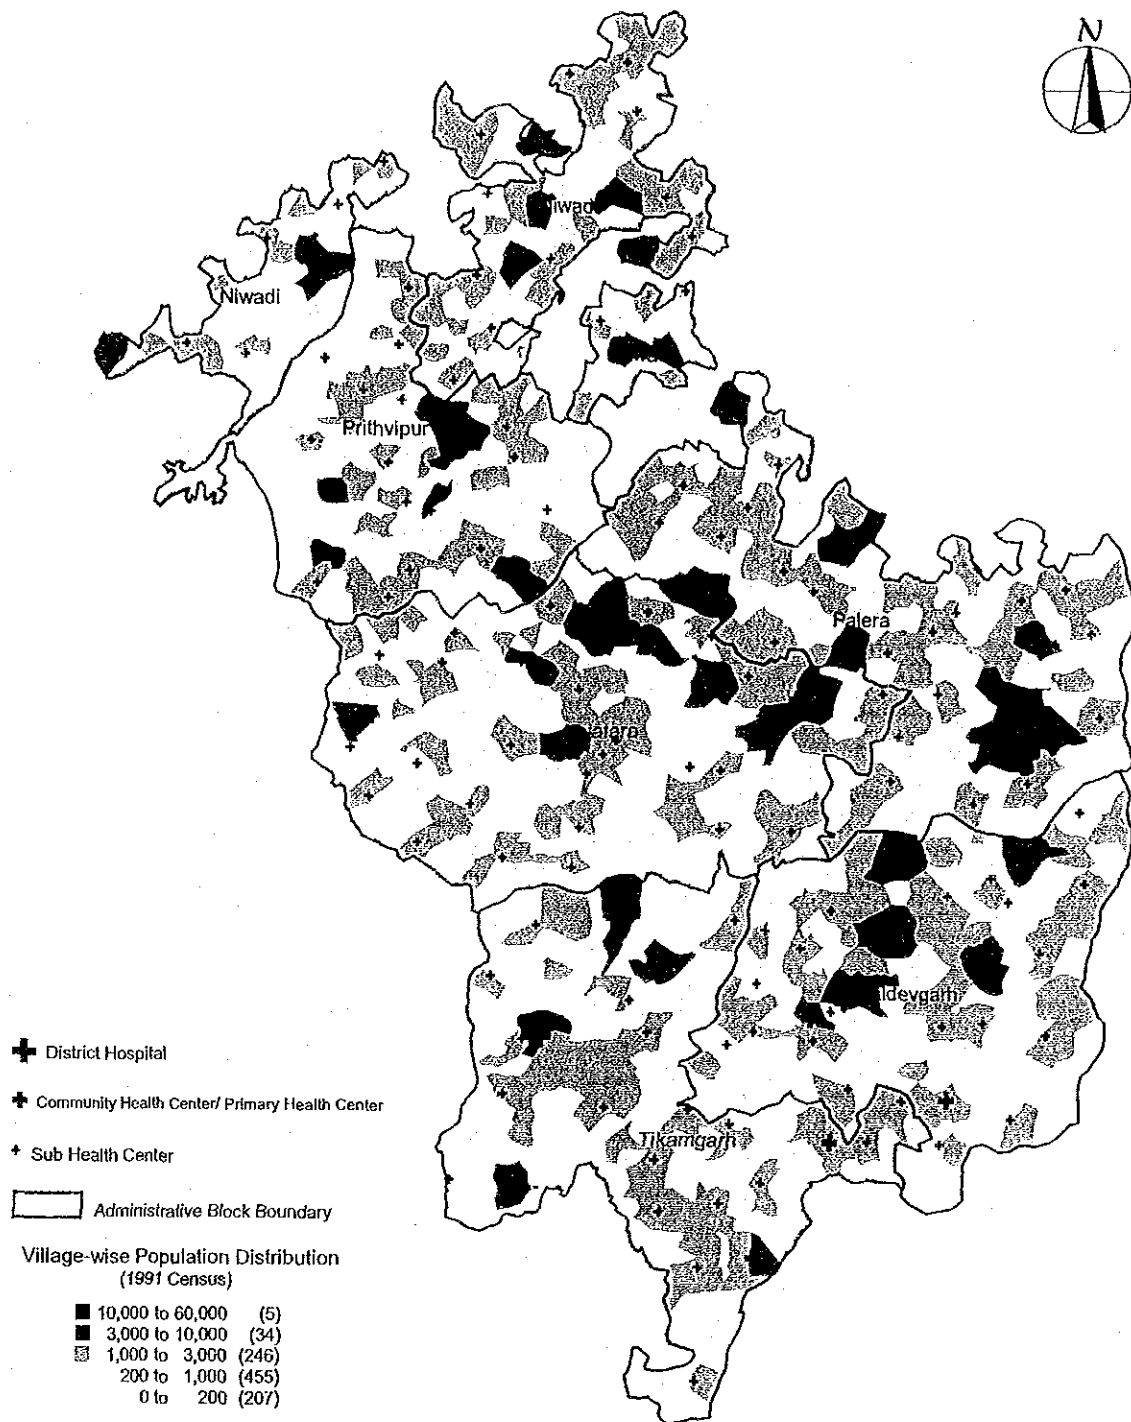 N
Niwadi
Prithvipur
Palera
Tikamgarh
District Hospital
Community Health Center/ Primary Health Center
Sub Health Center
Administrative Block Boundary
Village-wise Population Distribution
(1991 Census)
10,000 to 60,000 (5)
3,000 to 10,000 (34)
1,000 to 3,000 (246)
200 to 1,000 (455)
0 to 200 (207)